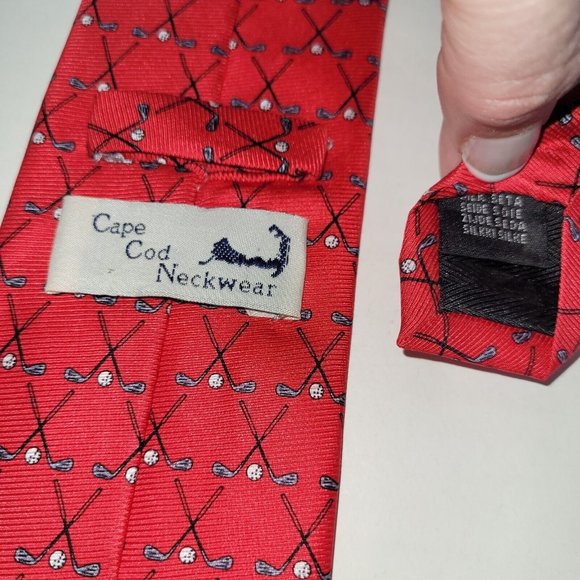 Cape
Cod
Neckwear
SETA
SEIDE SOIE
ZIJDE SEDA
SILKKI SILKE